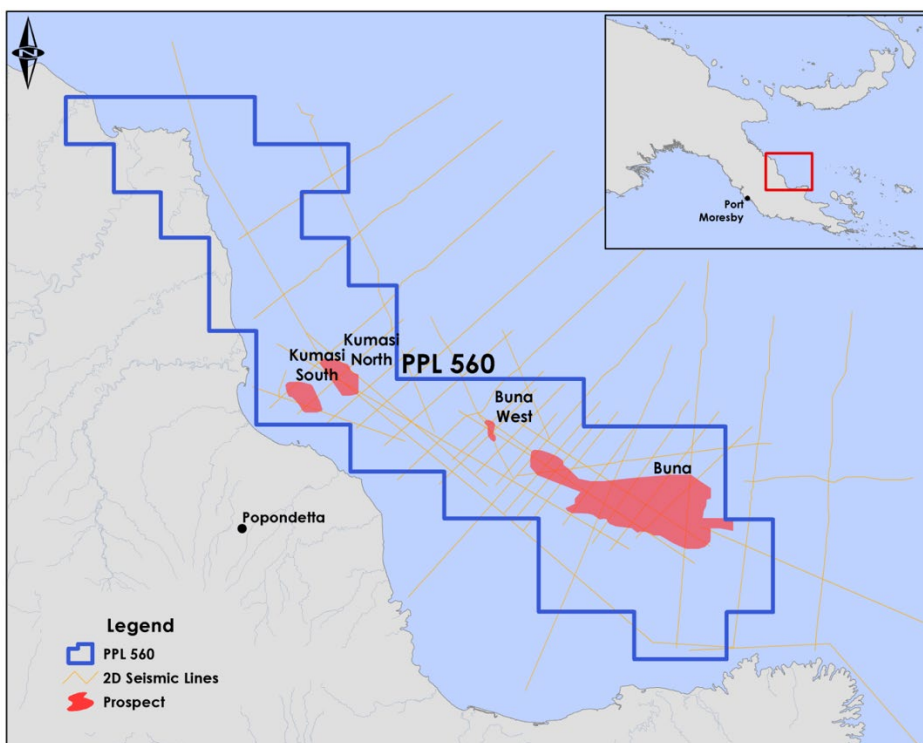 N
Port
Moresby
Kumasi
North
Kumasi
South
PPL 560
Buna
West
Buna
Popondetta
Legend
PPL 560
2D Seismic Lines
Prospect